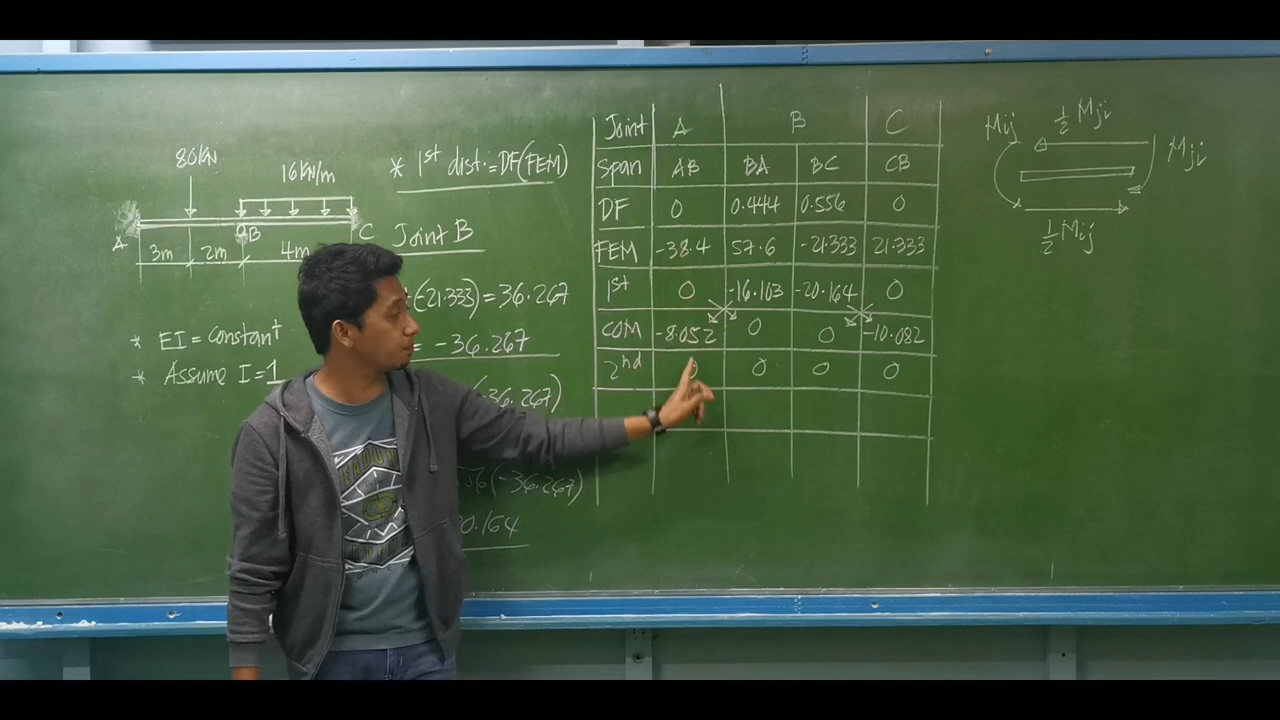 80kN
16kN/m
A
B
C
3m
2m
4m
* EI = constant
* Assume I = 1
* 1st dist. = DF(FEM)
Joint B
(-21.333) = 36.267
= -36.267
(-36.267)
56(-36.267)
20.164
Joint A B C
Span AB BA BC CB
DF 0 0.444 0.556 0
FEM -38.4 57.6 -21.333 21.333
1st 0 -16.103 -20.164 0
COM -8.052 0 0 -10.082
2nd 0 0 0 0
Mij
1/2 Mji
Mji
1/2 Mij